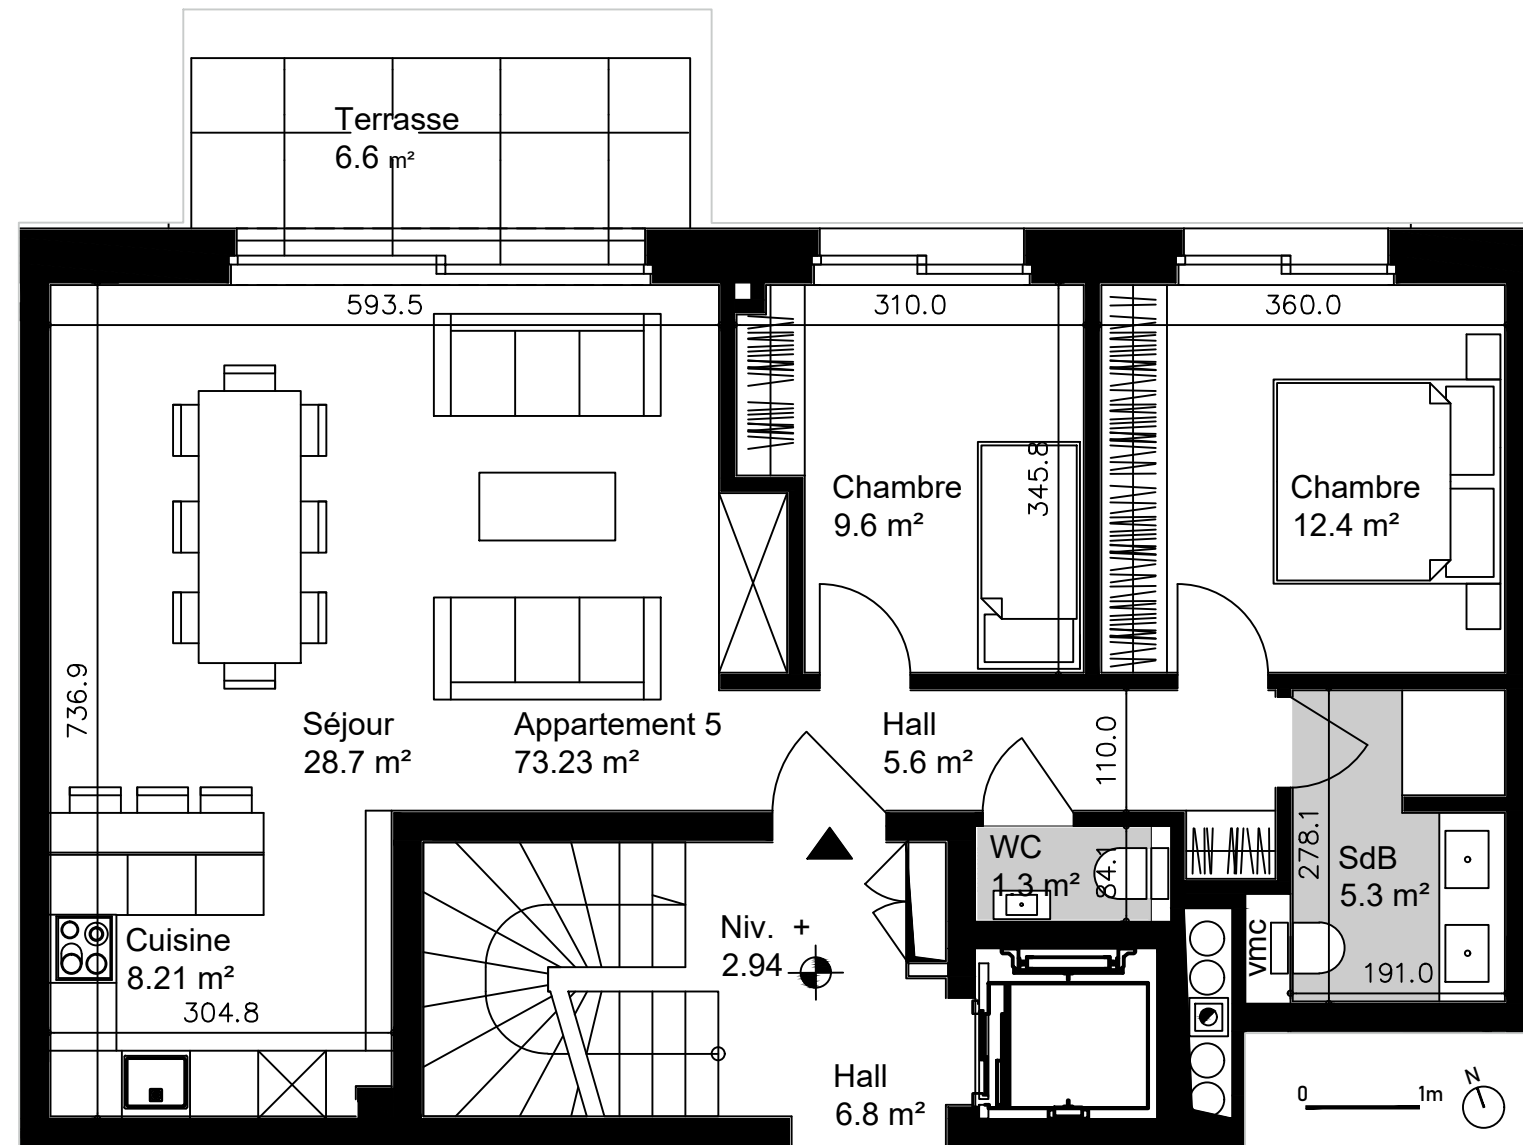 Terrasse
6.6 m²
593.5
310.0
360.0
345.8
Chambre
9.6 m²
Chambre
12.4 m²
736.9
Séjour
28.7 m²
Appartement 5
73.23 m²
Hall
5.6 m²
110.0
WC
1.3 m²
84.1
278.1
SdB
5.3 m²
Cuisine
8.21 m²
304.8
Niv. +
2.94
vmc
191.0
Hall
6.8 m²
0 1m
N